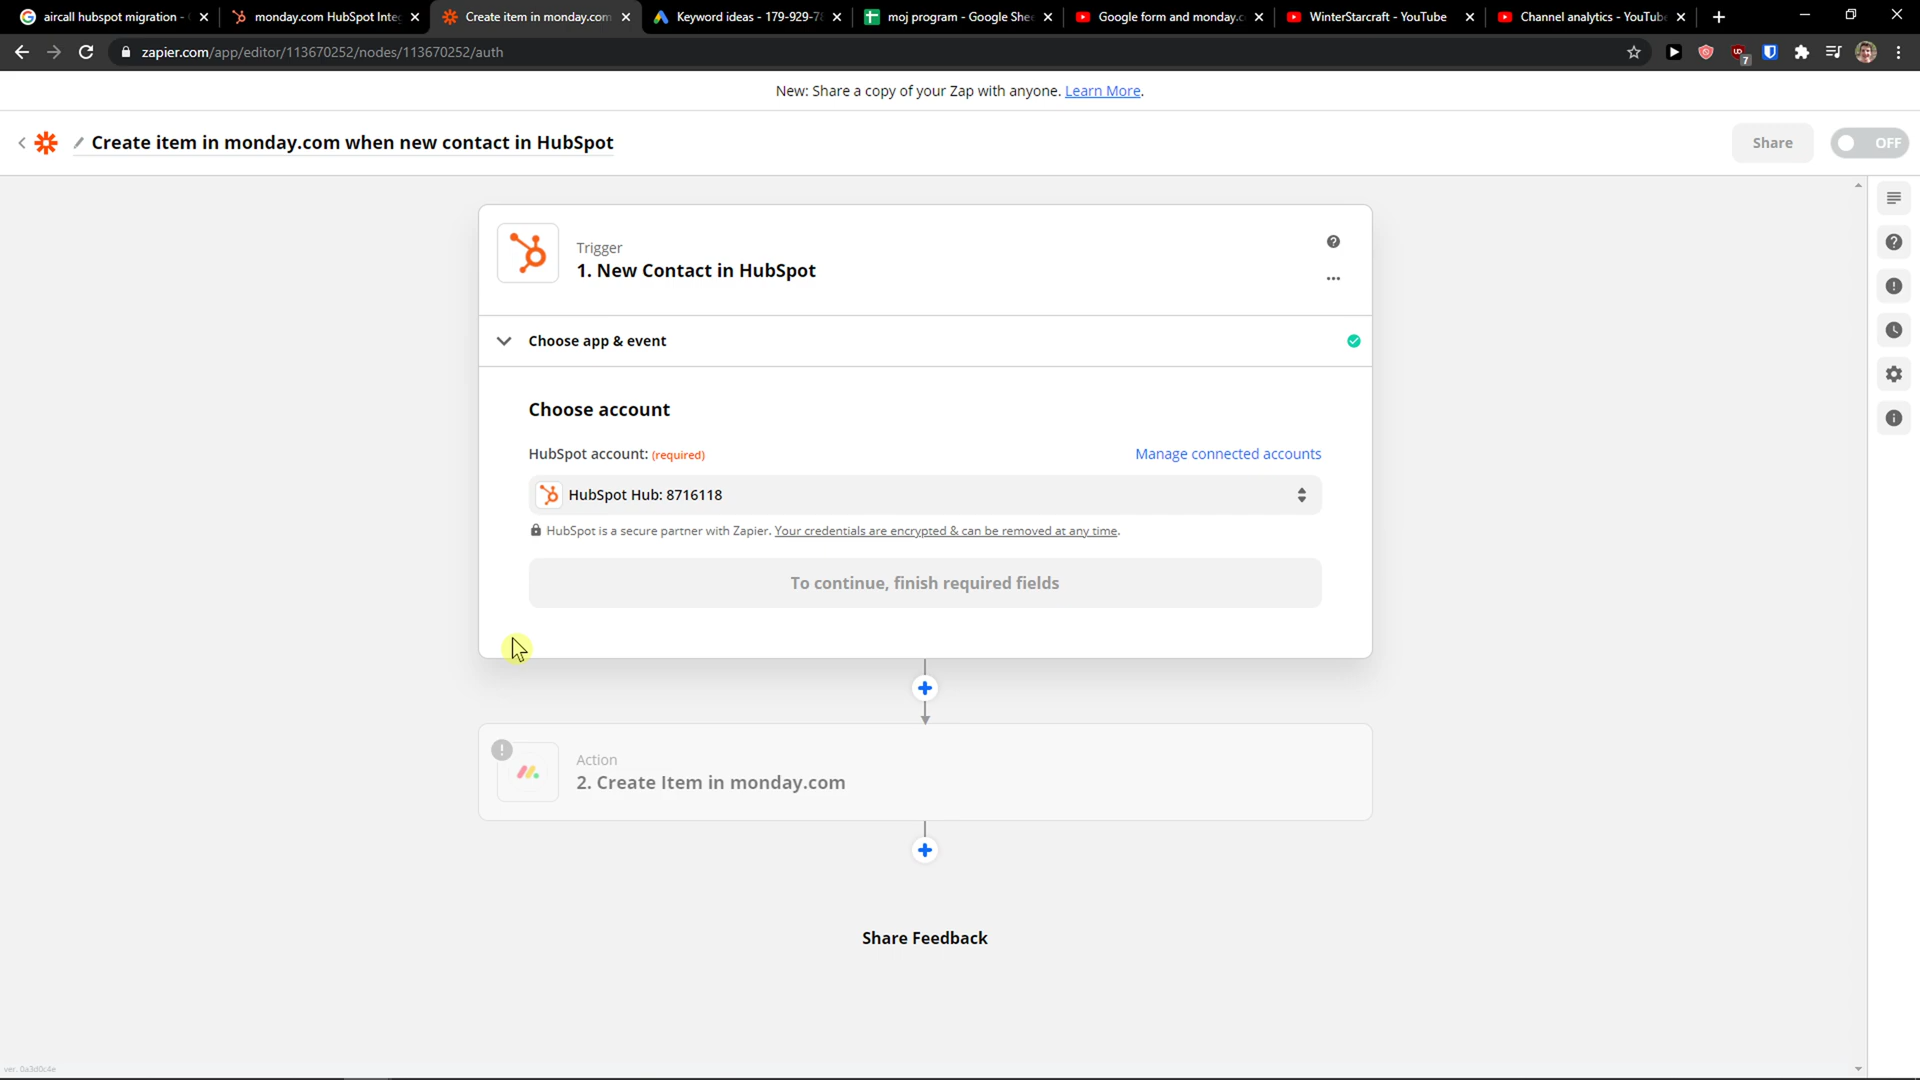 aircall hubspot migration -
monday.com HubSpot Inte
Create item in monday.com
Keyword ideas - 179-929-7
moj program - Google She
Google form and monday.c
WinterStarcraft - YouTube
Channel analytics - YouTub
zapier.com/app/editor/113670252/nodes/113670252/auth
7
New: Share a copy of your Zap with anyone. Learn More.
Create item in monday.com when new contact in HubSpot
Share
OFF
Trigger
1. New Contact in HubSpot
Choose app & event
Choose account
HubSpot account: (required)
Manage connected accounts
HubSpot Hub: 8716118
HubSpot is a secure partner with Zapier. Your credentials are encrypted & can be removed at any time.
To continue, finish required fields
Action
2. Create Item in monday.com
Share Feedback
ver. 0a3d0c4e